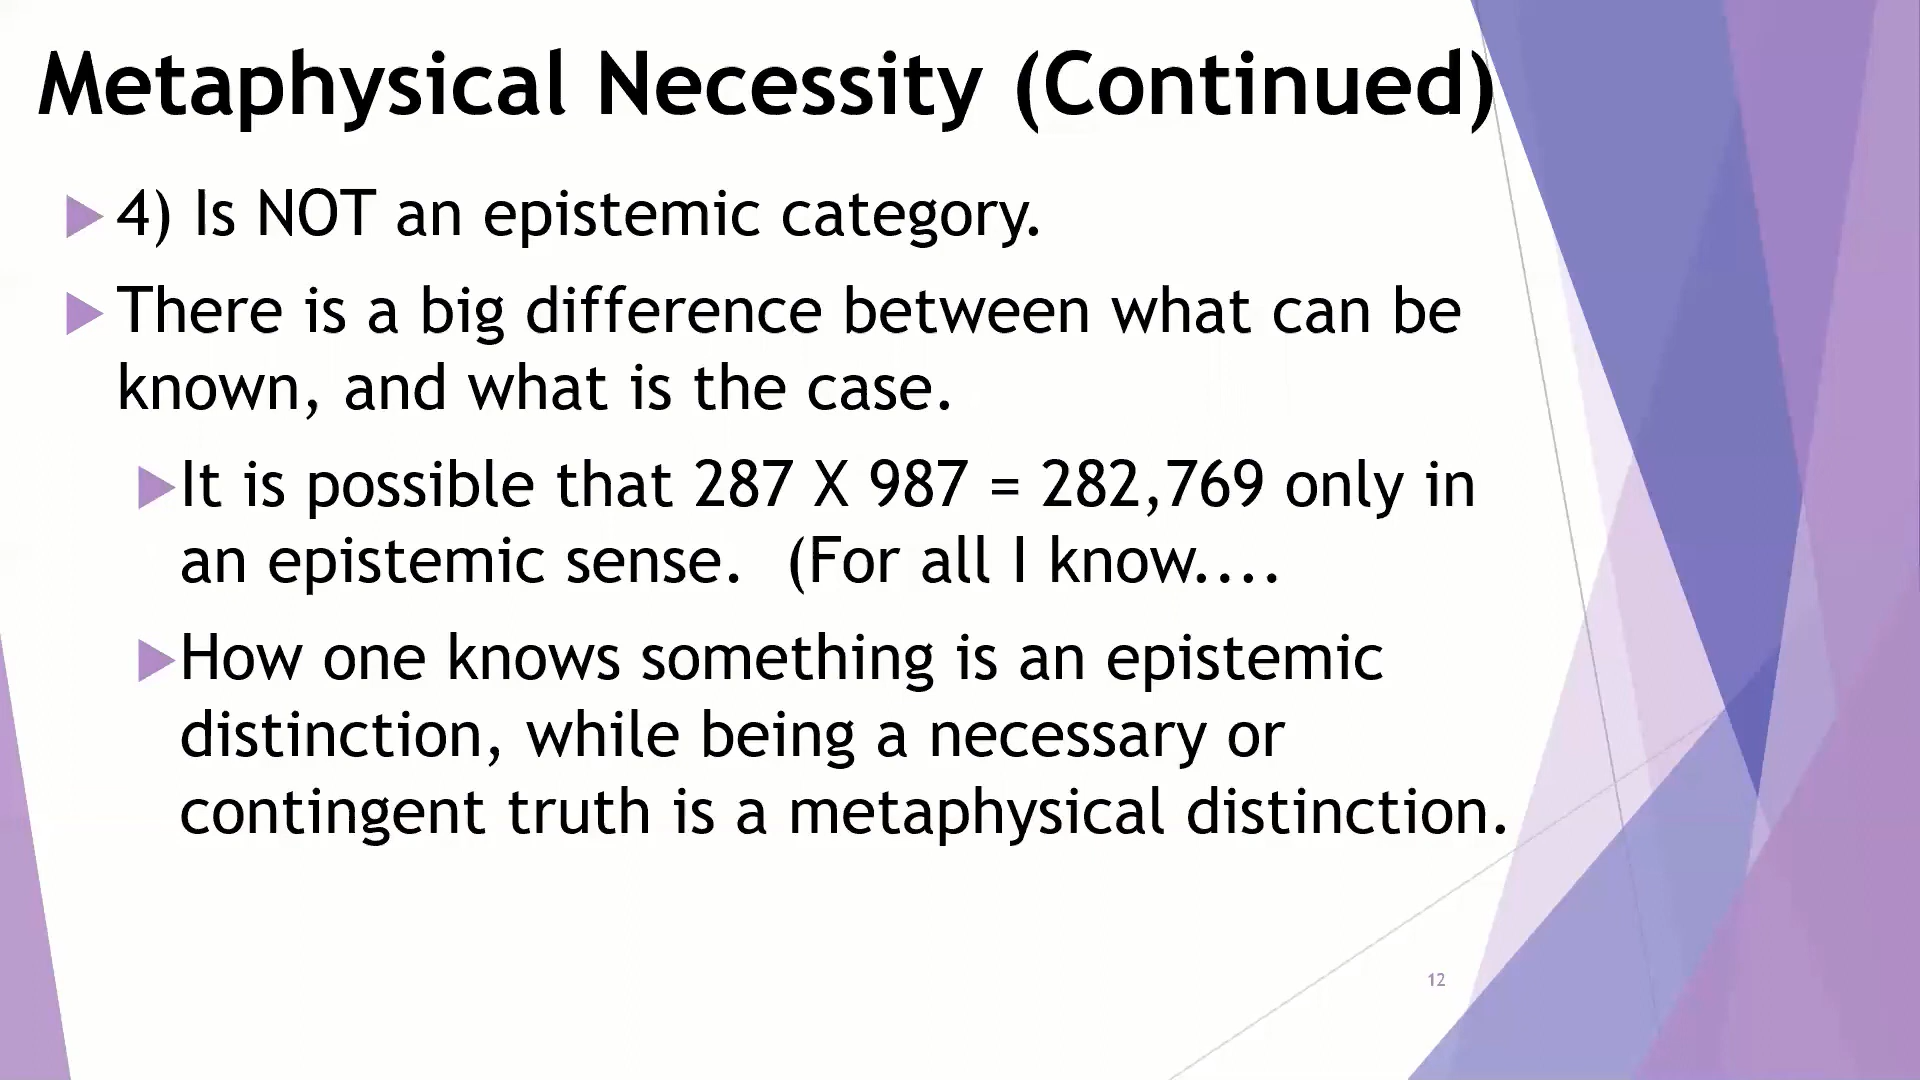 Metaphysical Necessity (Continued)
4) Is NOT an epistemic category.
There is a big difference between what can be
known, and what is the case.
It is possible that 287 X 987 = 282,769 only in
an epistemic sense.  (For all I know....
How one knows something is an epistemic
distinction, while being a necessary or
contingent truth is a metaphysical distinction.
12